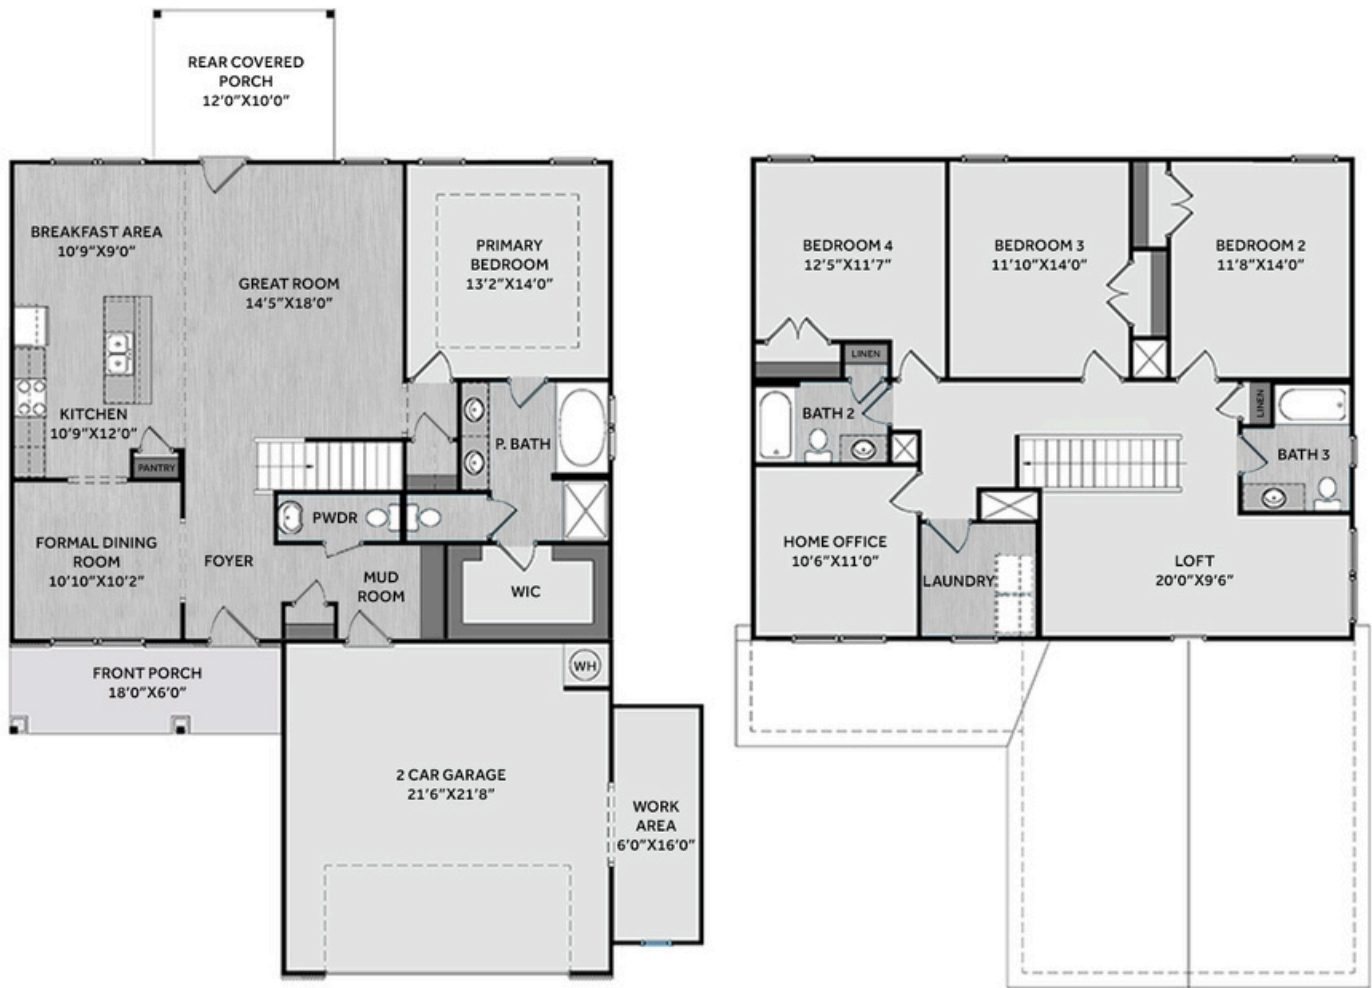 REAR COVERED
PORCH
12'0"X10'0"
BREAKFAST AREA
10'9"X9'0"
GREAT ROOM
14'5"X18'0"
PRIMARY
BEDROOM
13'2"X14'0"
KITCHEN
10'9"X12'0"
PANTRY
P. BATH
PWDR
FORMAL DINING
ROOM
10'10"X10'2"
FOYER
MUD
ROOM
WIC
FRONT PORCH
18'0"X6'0"
WH
2 CAR GARAGE
21'6"X21'8"
WORK
AREA
6'0"X16'0"
BEDROOM 4
12'5"X11'7"
BEDROOM 3
11'10"X14'0"
BEDROOM 2
11'8"X14'0"
LINEN
BATH 2
LINEN
BATH 3
HOME OFFICE
10'6"X11'0"
LAUNDRY
LOFT
20'0"X9'6"